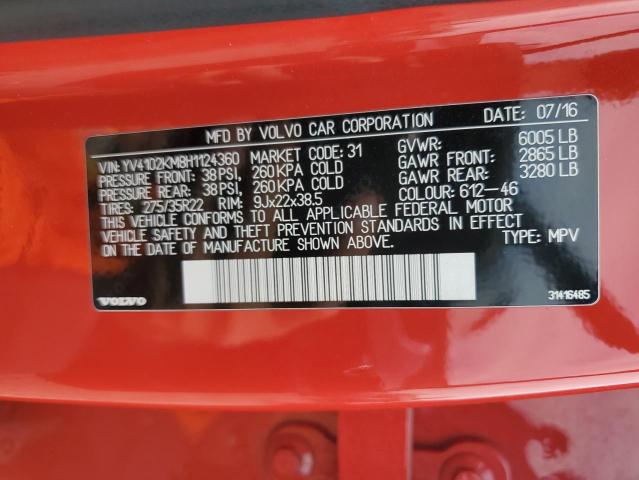 MFD BY VOLVO CAR CORPORATION DATE: 07/16
VIN: YV4102KM8H1124360 MARKET CODE: 31 GVWR: 6005 LB
PRESSURE FRONT: 38 PSI, 260 KPA COLD GAWR FRONT: 2865 LB
PRESSURE REAR: 38 PSI, 260 KPA COLD GAWR REAR: 3280 LB
TIRES: 275/35R22 RIM: 9Jx22x38.5 COLOUR: 612-46
THIS VEHICLE CONFORMS TO ALL APPLICABLE FEDERAL MOTOR
VEHICLE SAFETY AND THEFT PREVENTION STANDARDS IN EFFECT
ON THE DATE OF MANUFACTURE SHOWN ABOVE. TYPE: MPV
VOLVO 31416485